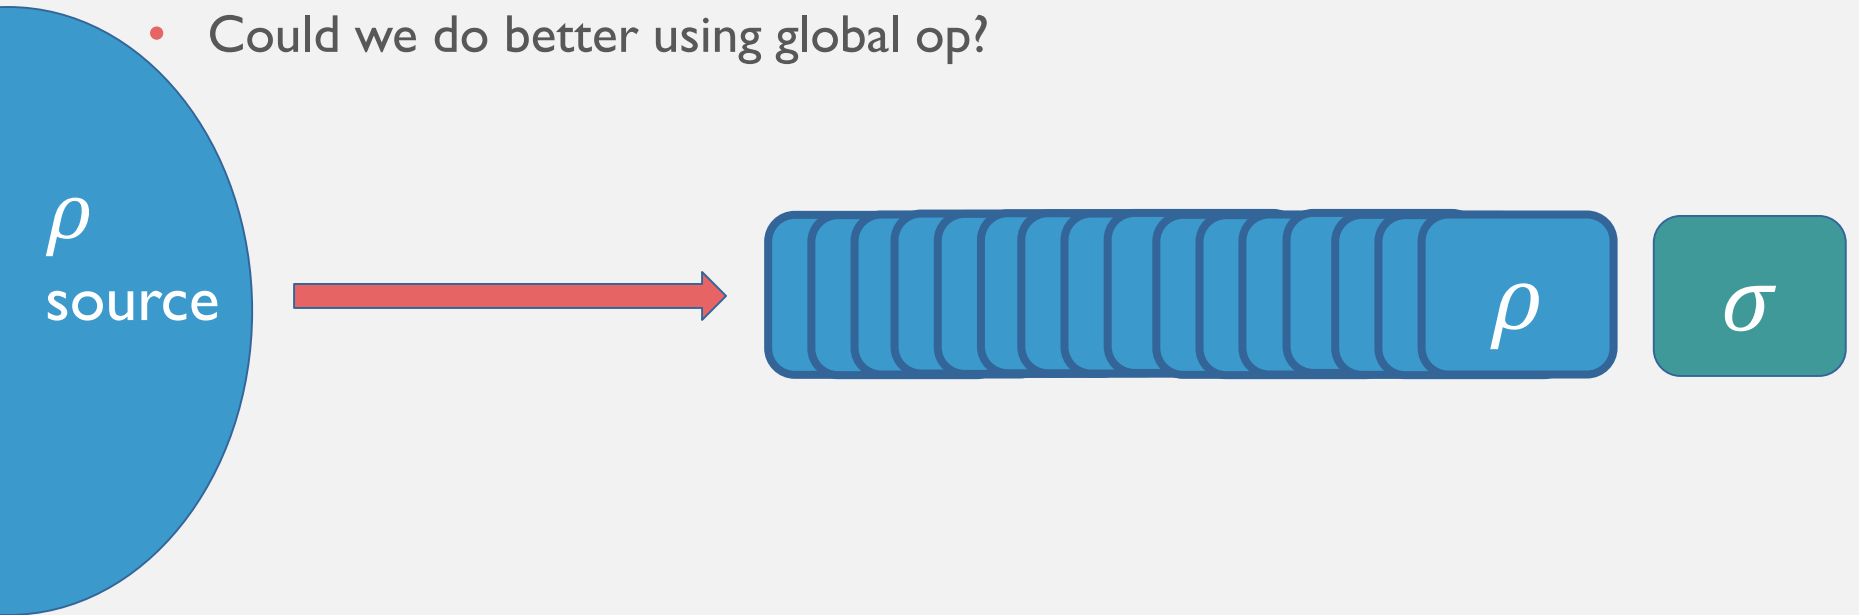 • Could we do better using global op?
ρ
source
ρ
σ